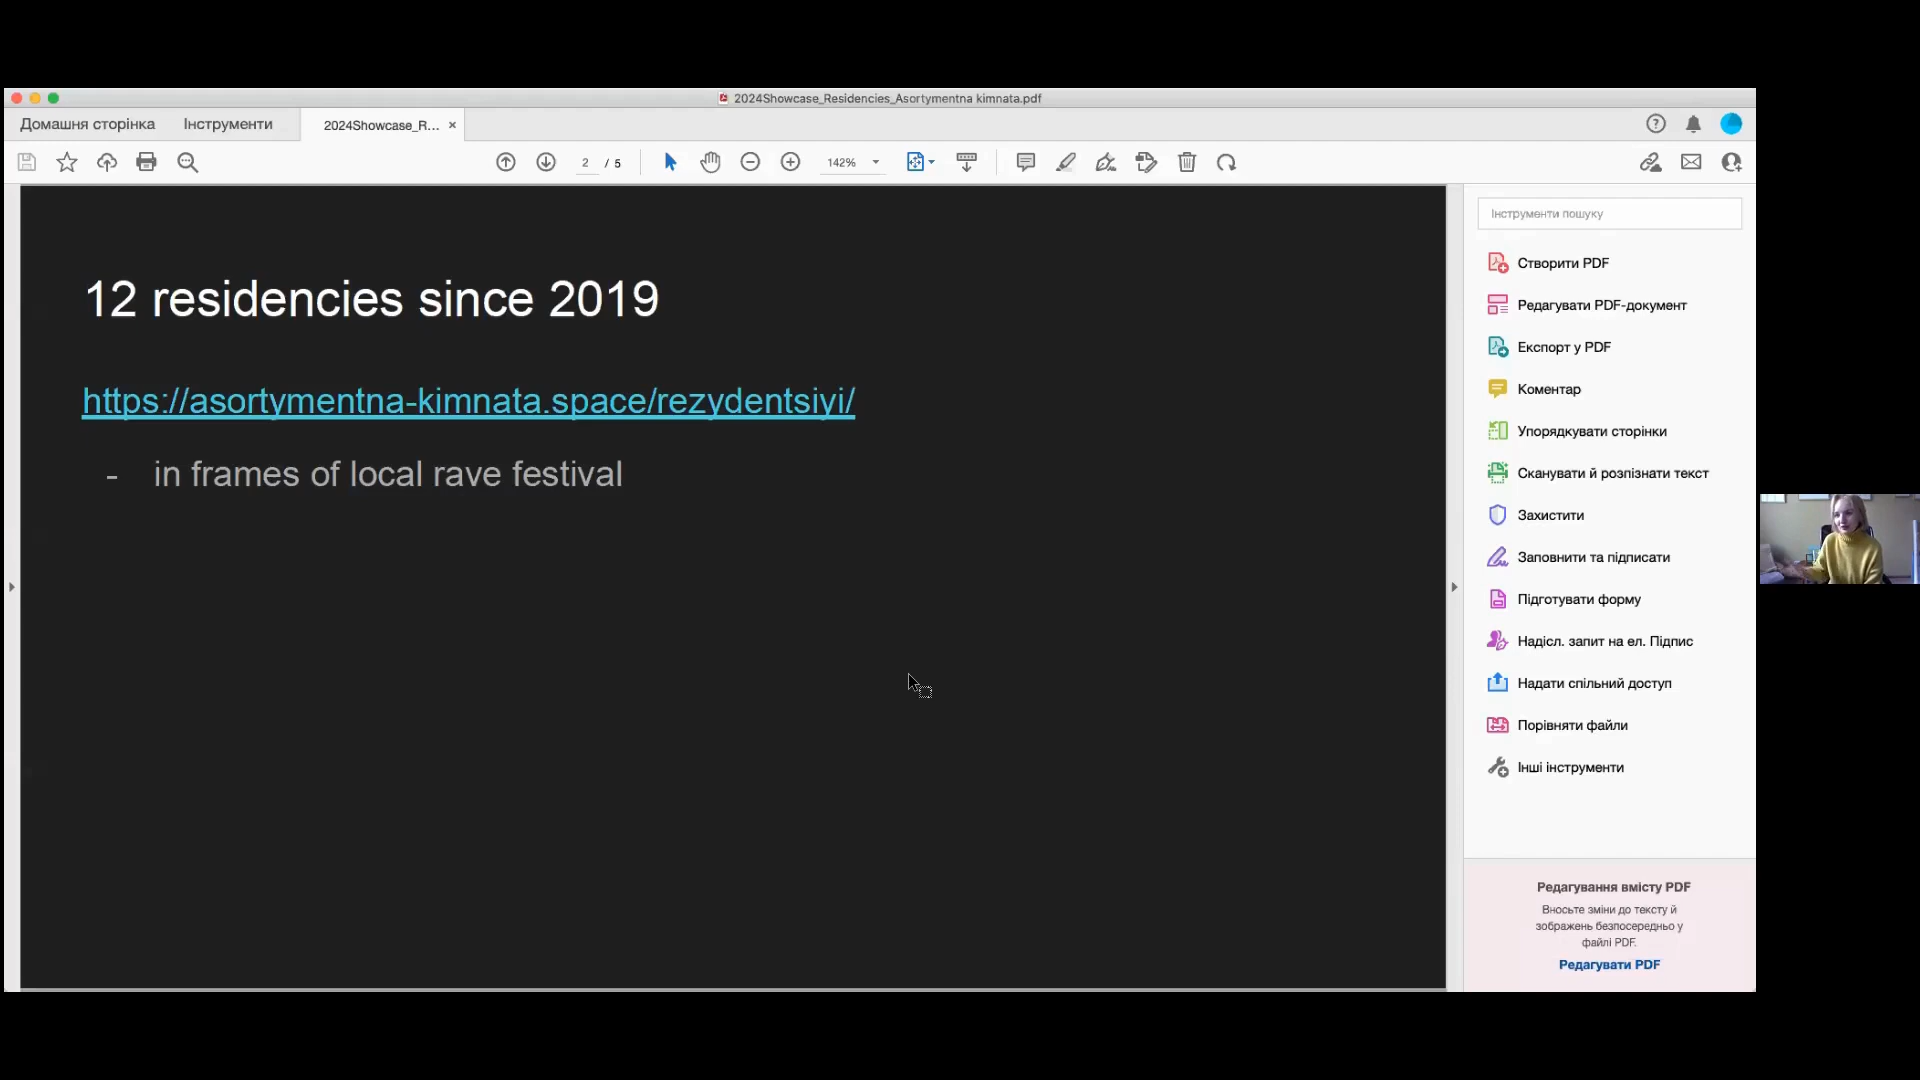 2024Showcase_Residencies_Asortymentna kimnata.pdf
Домашня сторінка
Інструменти
2024Showcase_R... ×
2 / 5
142%
12 residencies since 2019
https://asortymentna-kimnata.space/rezydentsiyi/
- in frames of local rave festival
Інструменти пошуку
Створити PDF
Редагувати PDF-документ
Експорт у PDF
Коментар
Упорядкувати сторінки
Сканувати й розпізнати текст
Захистити
Заповнити та підписати
Підготувати форму
Надісл. запит на ел. Підпис
Надати спільний доступ
Порівняти файли
Інші інструменти
Редагування вмісту PDF
Вносьте зміни до тексту й
зображень безпосередньо у
файлі PDF.
Редагувати PDF